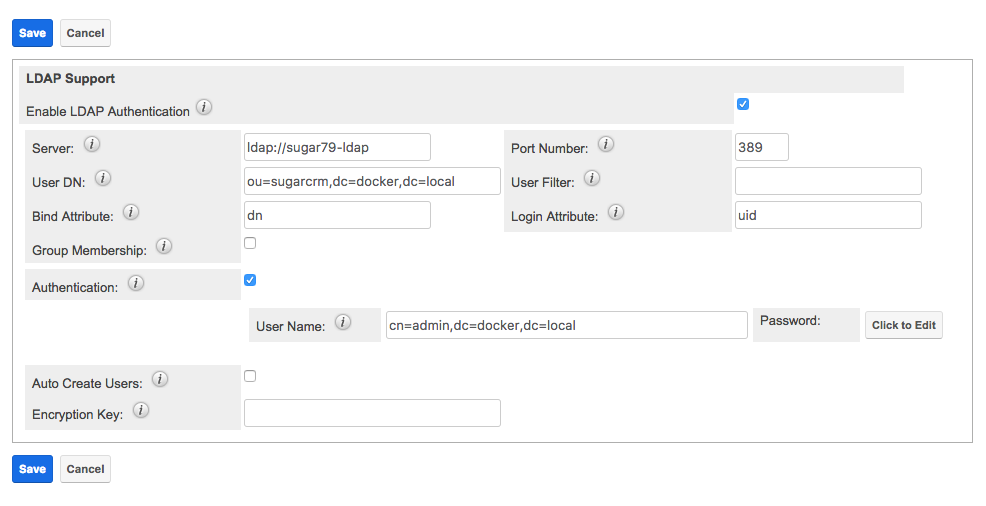 Save Cancel
LDAP Support
Enable LDAP Authentication i
Server: i ldap://sugar79-ldap Port Number: i 389
User DN: i ou=sugarcrm,dc=docker,dc=local User Filter: i
Bind Attribute: i dn Login Attribute: i uid
Group Membership: i
Authentication: i
User Name: i cn=admin,dc=docker,dc=local Password: Click to Edit
Auto Create Users: i
Encryption Key: i
Save Cancel